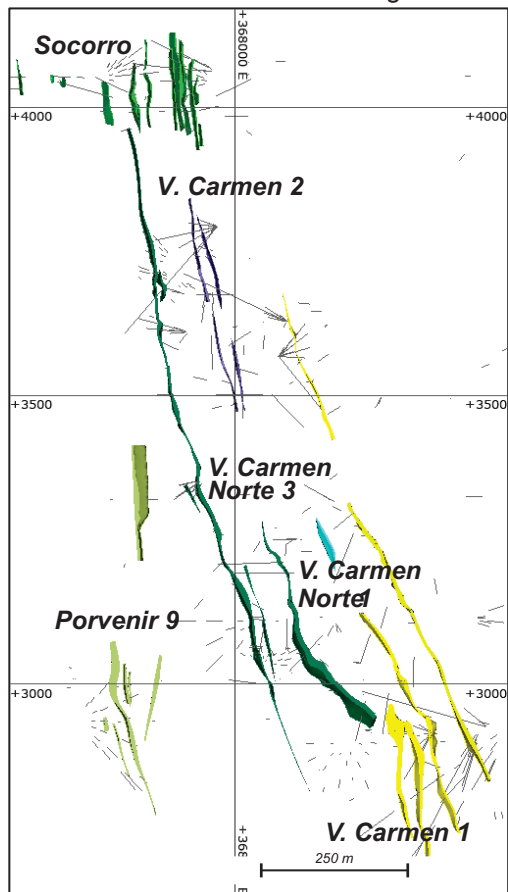 +368000 E
Socorro
+4000
+4000
V. Carmen 2
+3500
+3500
V. Carmen
Norte 3
V. Carmen
Norte1
Porvenir 9
+3000
+3000
V. Carmen 1
+36
250 m